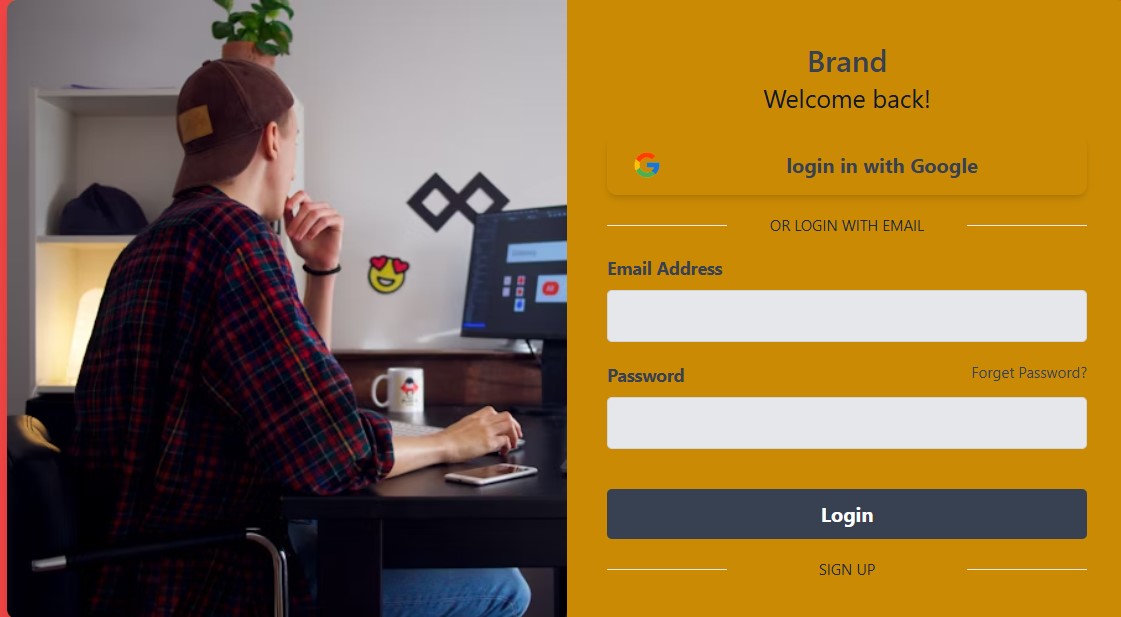 Brand
Welcome back!
login in with Google
OR LOGIN WITH EMAIL
Email Address
Password
Forget Password?
Login
SIGN UP